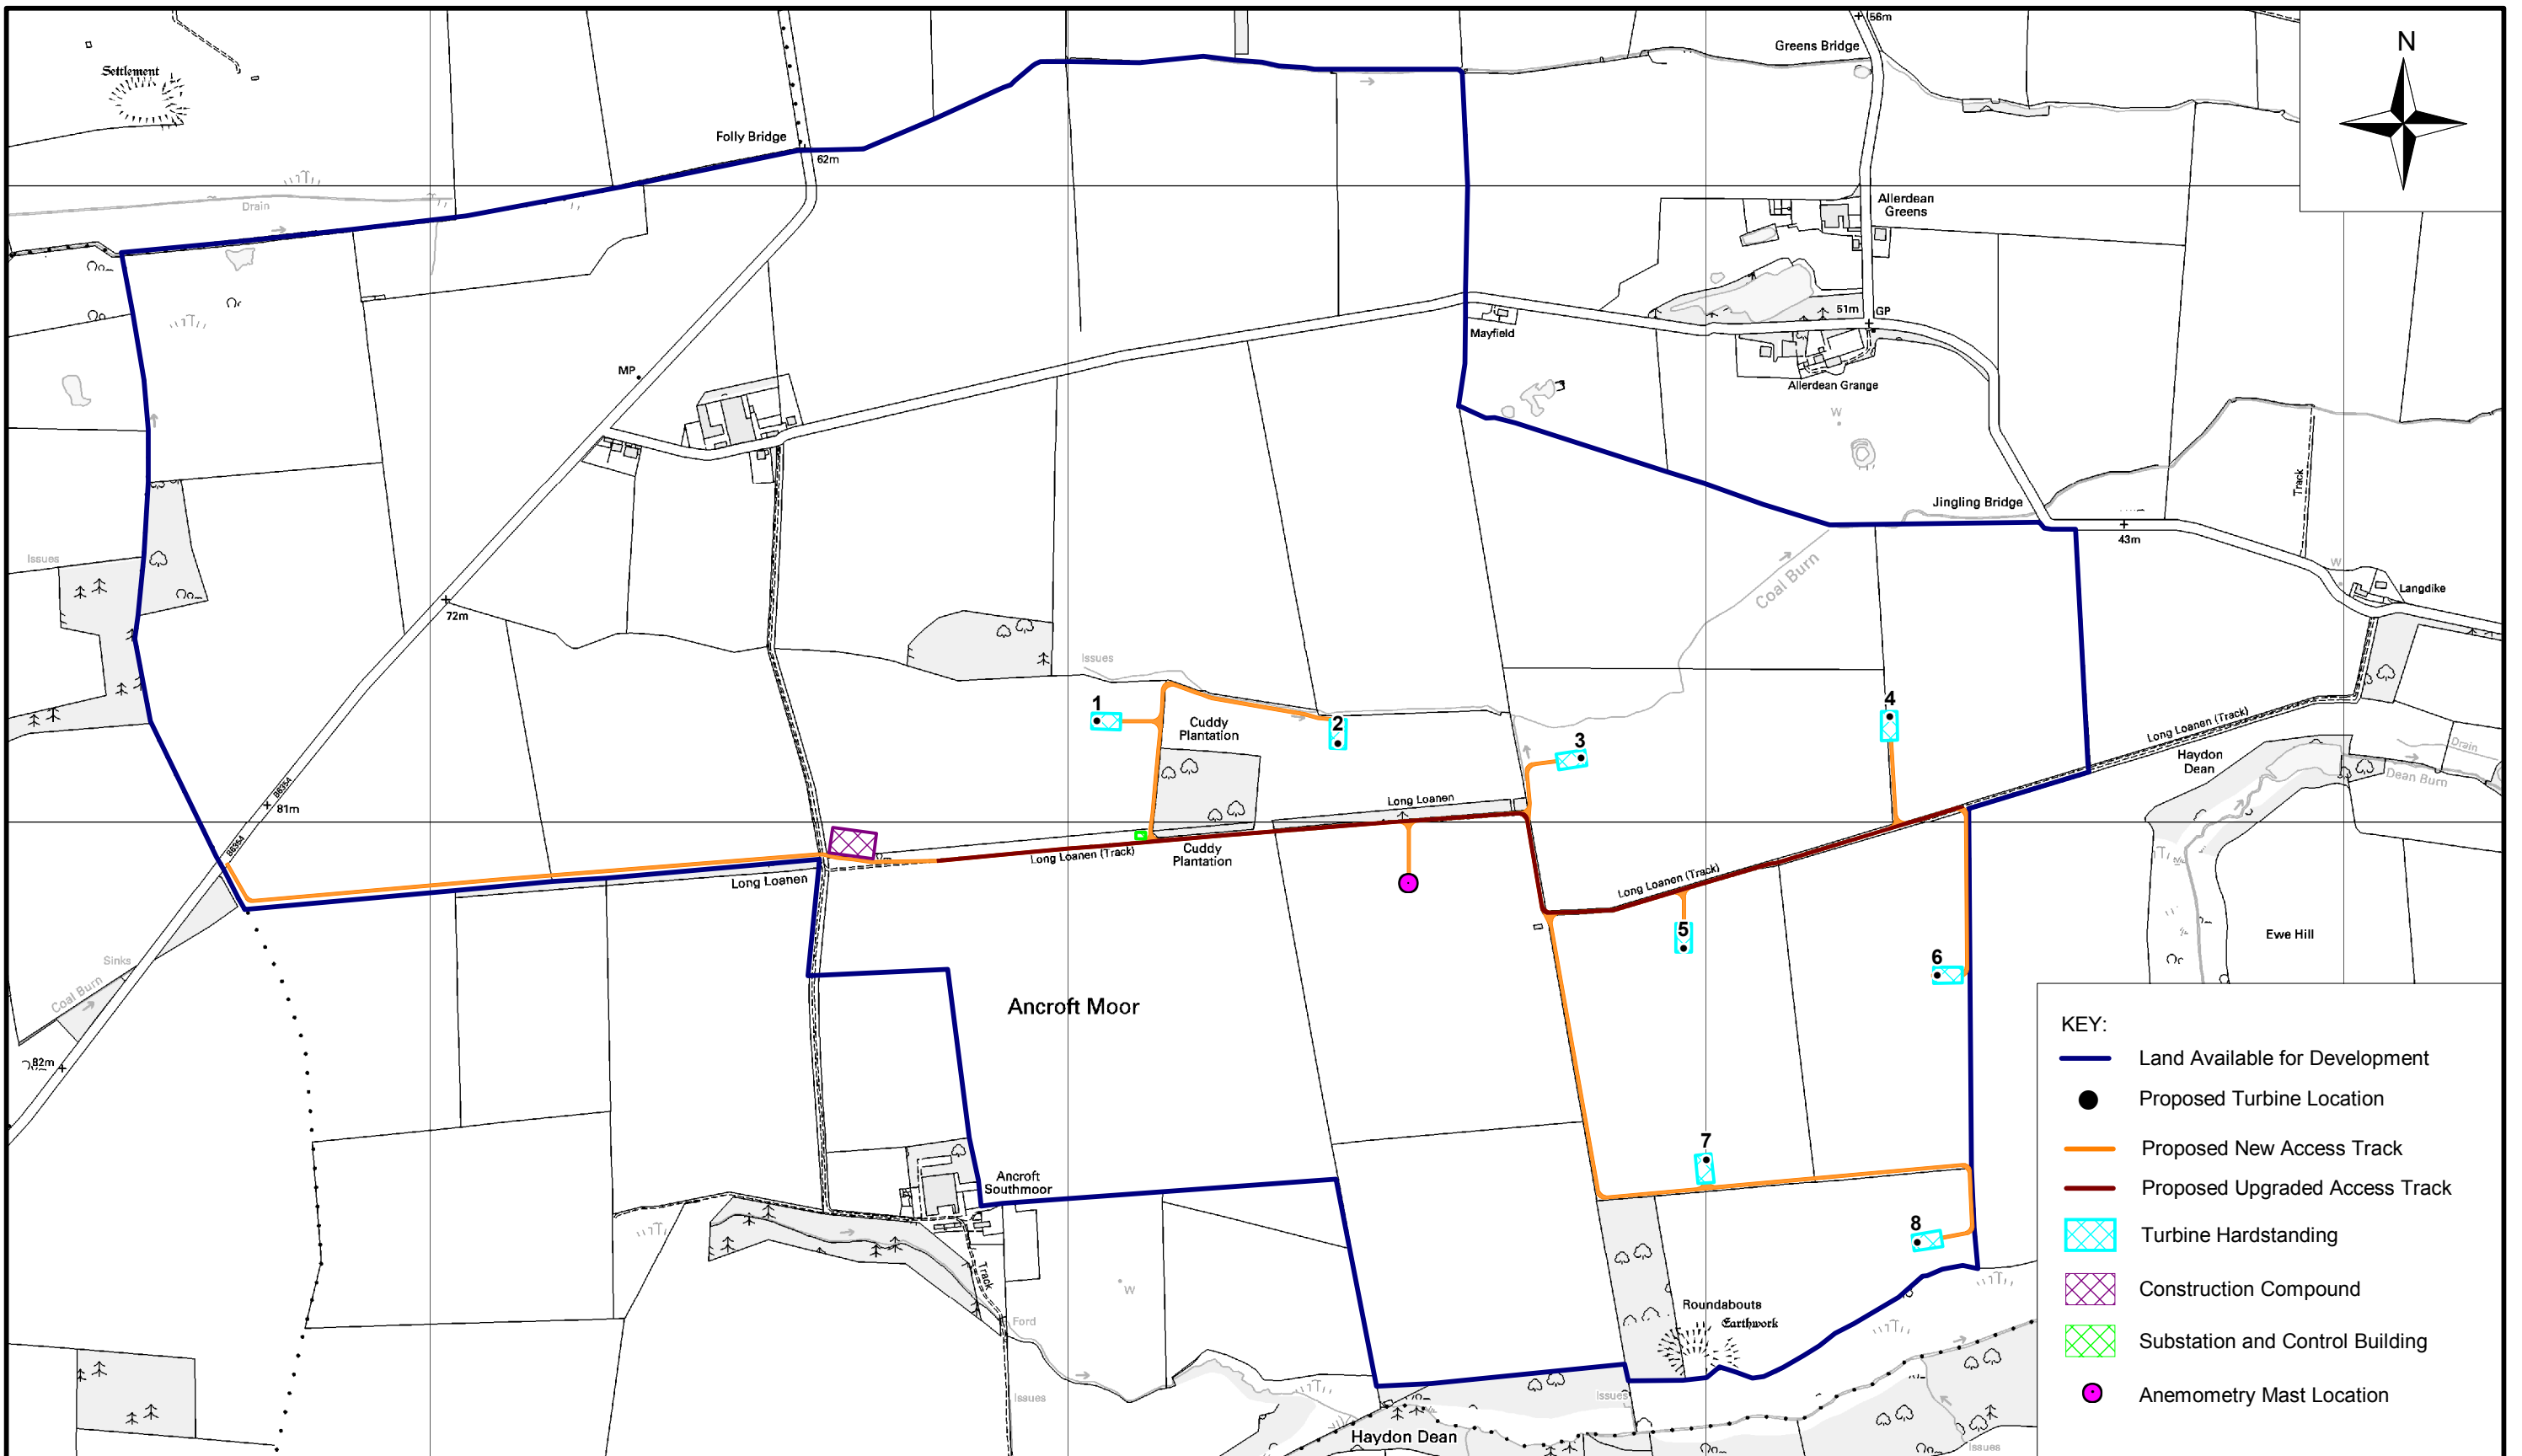 56m
Greens Bridge
N
Settlement
Folly Bridge
62m
Drain
Allerdean
Greens
51m
GP
Mayfield
MP
Allerdean Grange
W
Track
Jingling Bridge
43m
Issues
W
Langdike
Coal Burn
72m
Issues
1
2
3
4
Cuddy
Plantation
Long Loanen (Track)
Haydon
Dean
Drain
Dean Burn
B6354
81m
B6354
Long Loanen
Long Loanen (Track)
Cuddy
Plantation
Long Loanen
Long Loanen (Track)
5
6
Ewe Hill
Sinks
Coal Burn
82m
Ancroft Moor
KEY:
Land Available for Development
Proposed Turbine Location
Proposed New Access Track
Proposed Upgraded Access Track
Turbine Hardstanding
Construction Compound
Substation and Control Building
Anemometry Mast Location
7
8
Ancroft
Southmoor
Track
W
Ford
Roundabouts
Earthwork
Issues
Issues
Haydon Dean
Issues